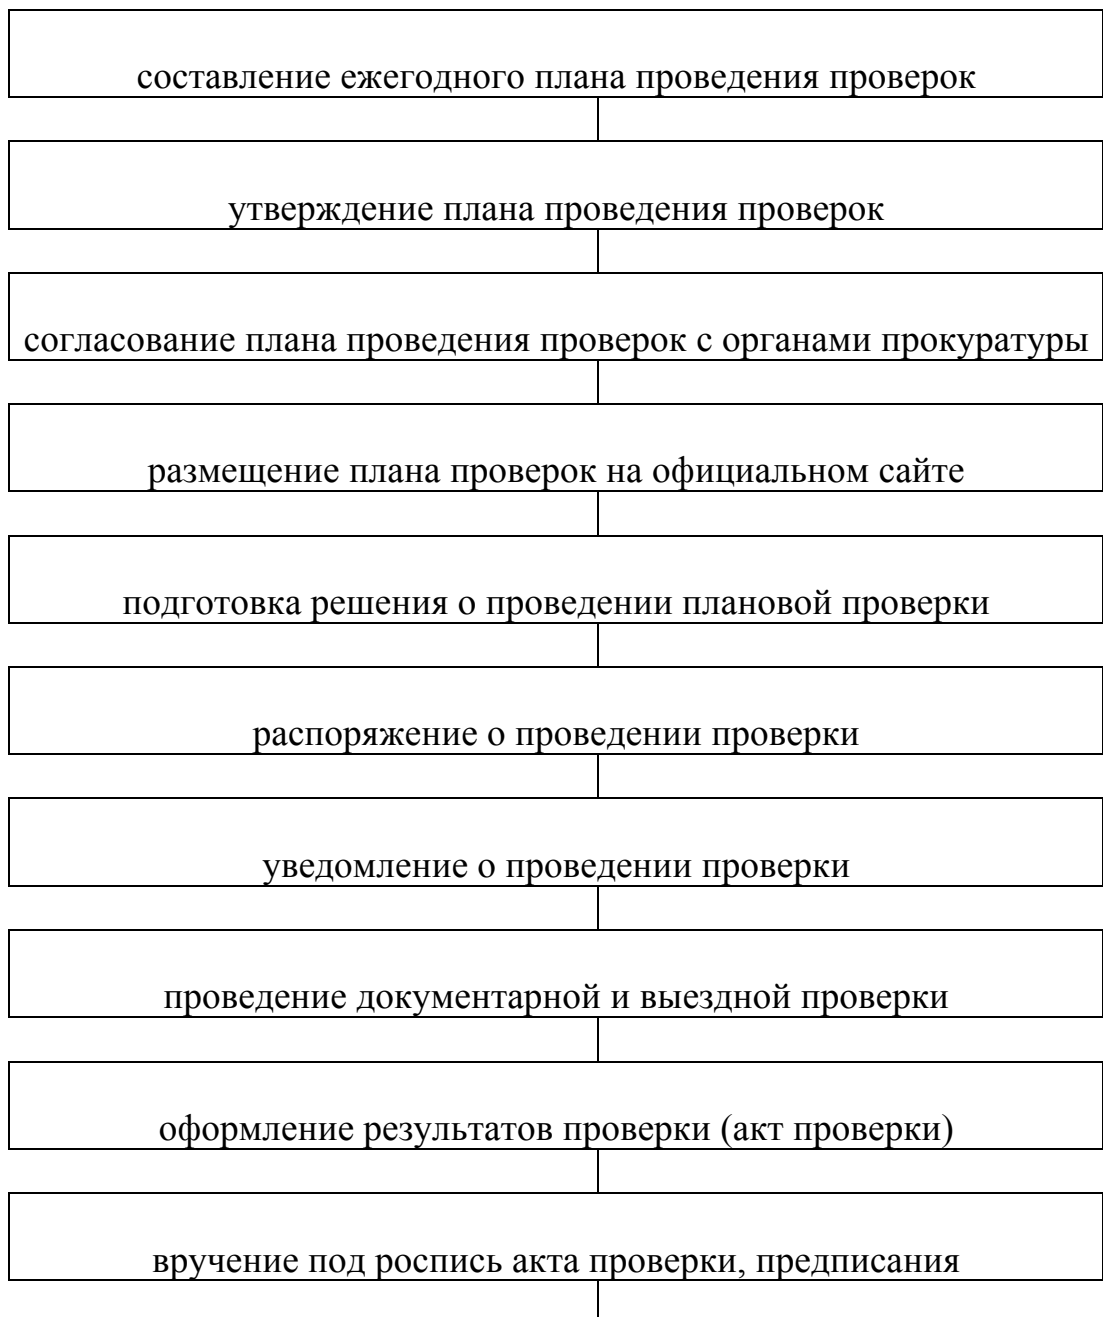 составление ежегодного плана проведения проверок
утверждение плана проведения проверок
согласование плана проведения проверок с органами прокуратуры
размещение плана проверок на официальном сайте
подготовка решения о проведении плановой проверки
распоряжение о проведении проверки
уведомление о проведении проверки
проведение документарной и выездной проверки
оформление результатов проверки (акт проверки)
вручение под роспись акта проверки, предписания